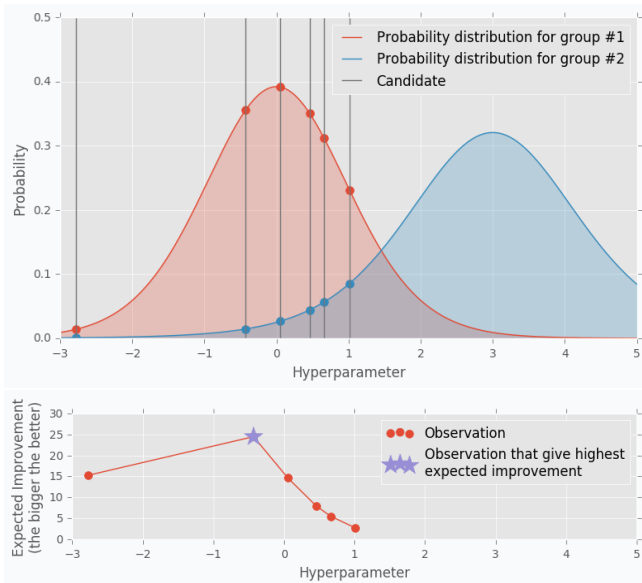 0.5
0.4
0.3
0.2
0.1
0.0
Probability
Probability distribution for group #1
Probability distribution for group #2
Candidate
−3 −2 −1 0 1 2 3 4 5
Hyperparameter
Expected Improvement
(the bigger the better)
30
25
20
15
10
5
0
Observation
Observation that give highest
expected improvement
−3 −2 −1 0 1 2 3 4 5
Hyperparameter